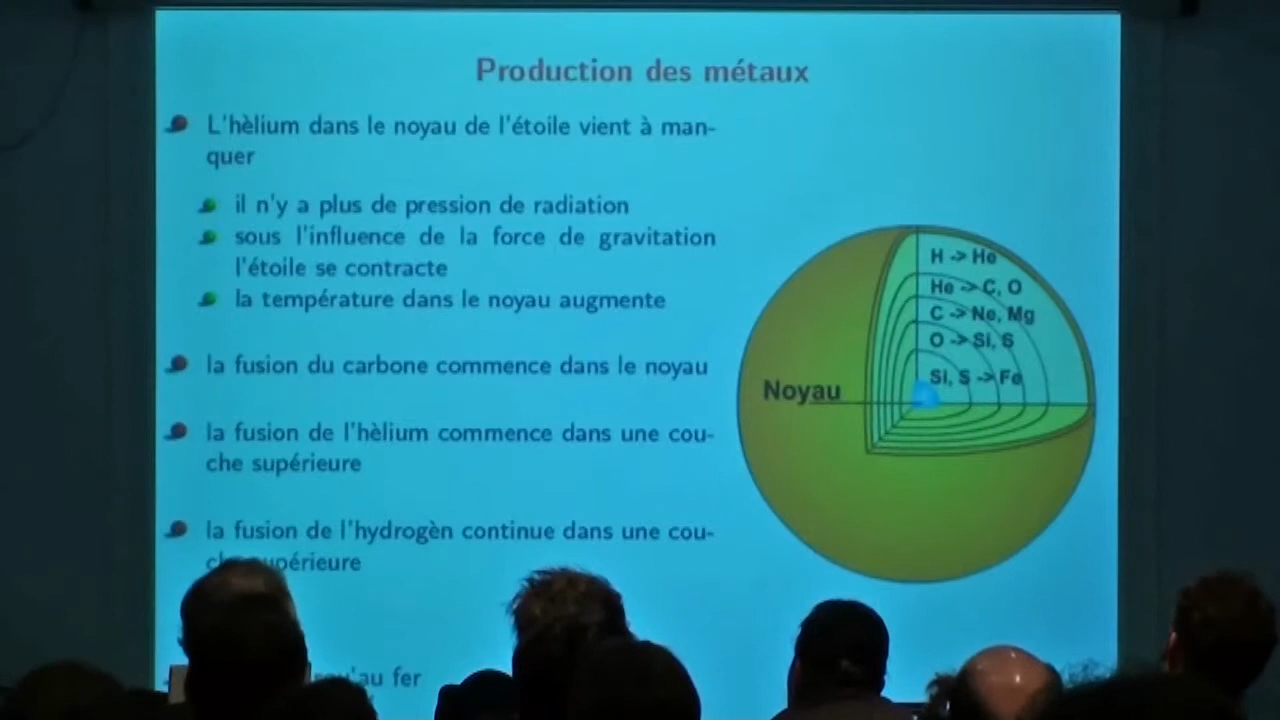 Production des métaux
L'hèlium dans le noyau de l'étoile vient à man-
quer
il n'y a plus de pression de radiation
sous l'influence de la force de gravitation
l'étoile se contracte
la température dans le noyau augmente
la fusion du carbone commence dans le noyau
la fusion de l'hèlium commence dans une cou-
che supérieure
la fusion de l'hydrogèn continue dans une cou-
che supérieure
au fer
H -> He
He -> C, O
C -> Ne, Mg
O -> Si, S
Si, S -> Fe
Noyau